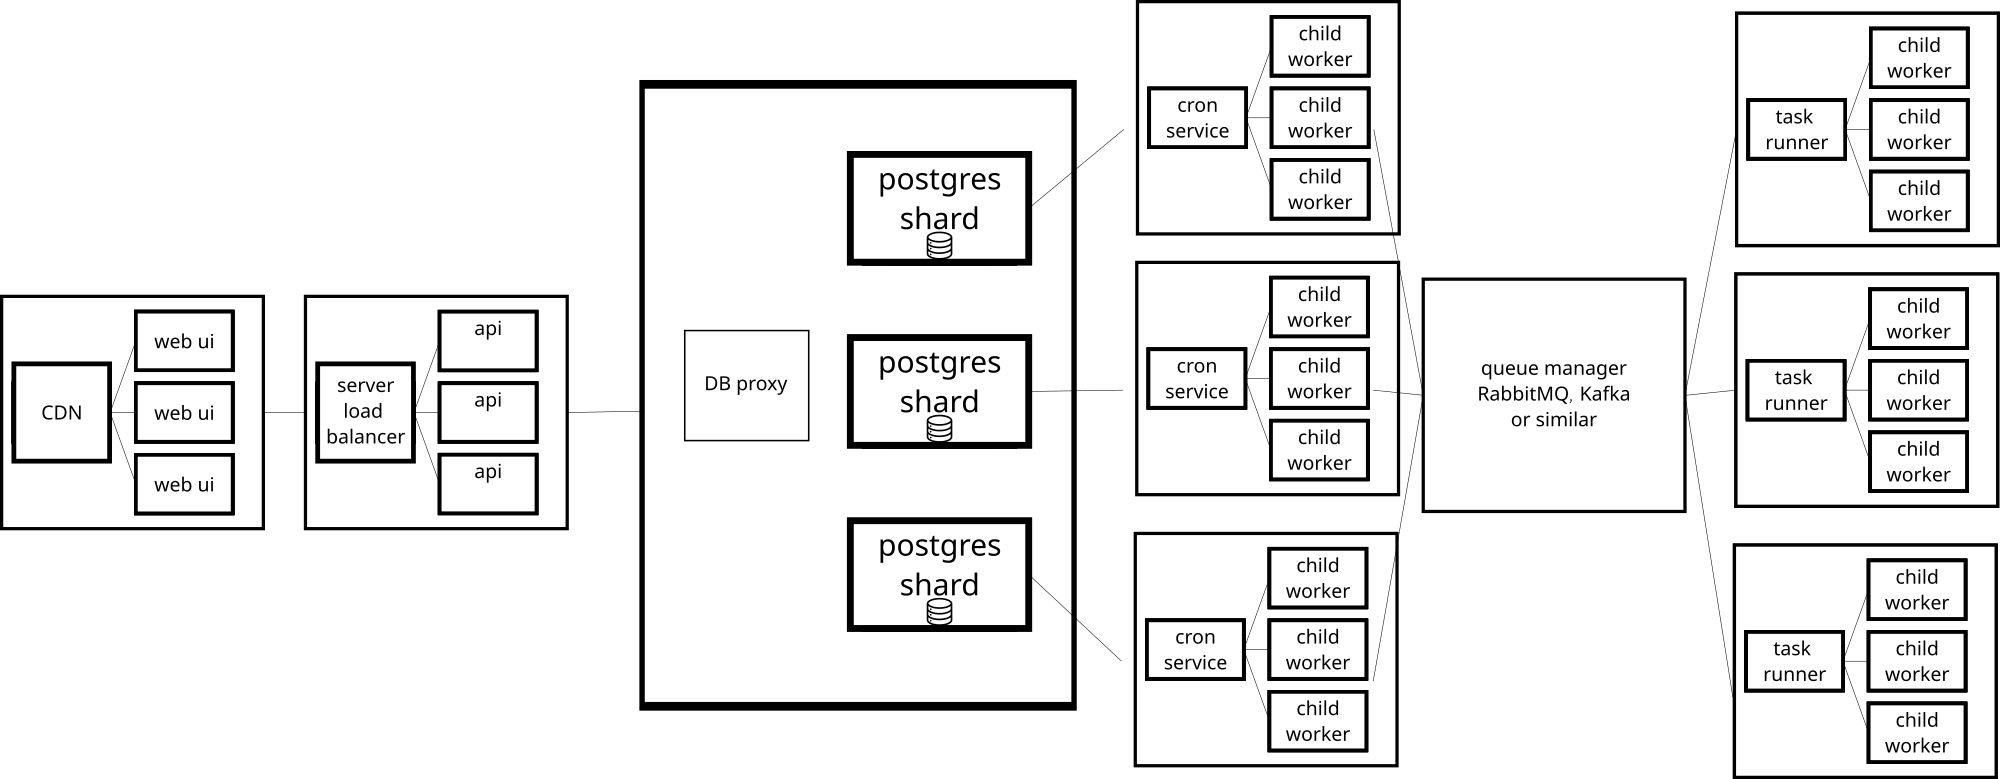 CDN
web ui
web ui
web ui
server
load
balancer
api
api
api
DB proxy
postgres
shard
postgres
shard
postgres
shard
cron
service
child
worker
child
worker
child
worker
cron
service
child
worker
child
worker
child
worker
cron
service
child
worker
child
worker
child
worker
queue manager
RabbitMQ, Kafka
or similar
task
runner
child
worker
child
worker
child
worker
task
runner
child
worker
child
worker
child
worker
task
runner
child
worker
child
worker
child
worker